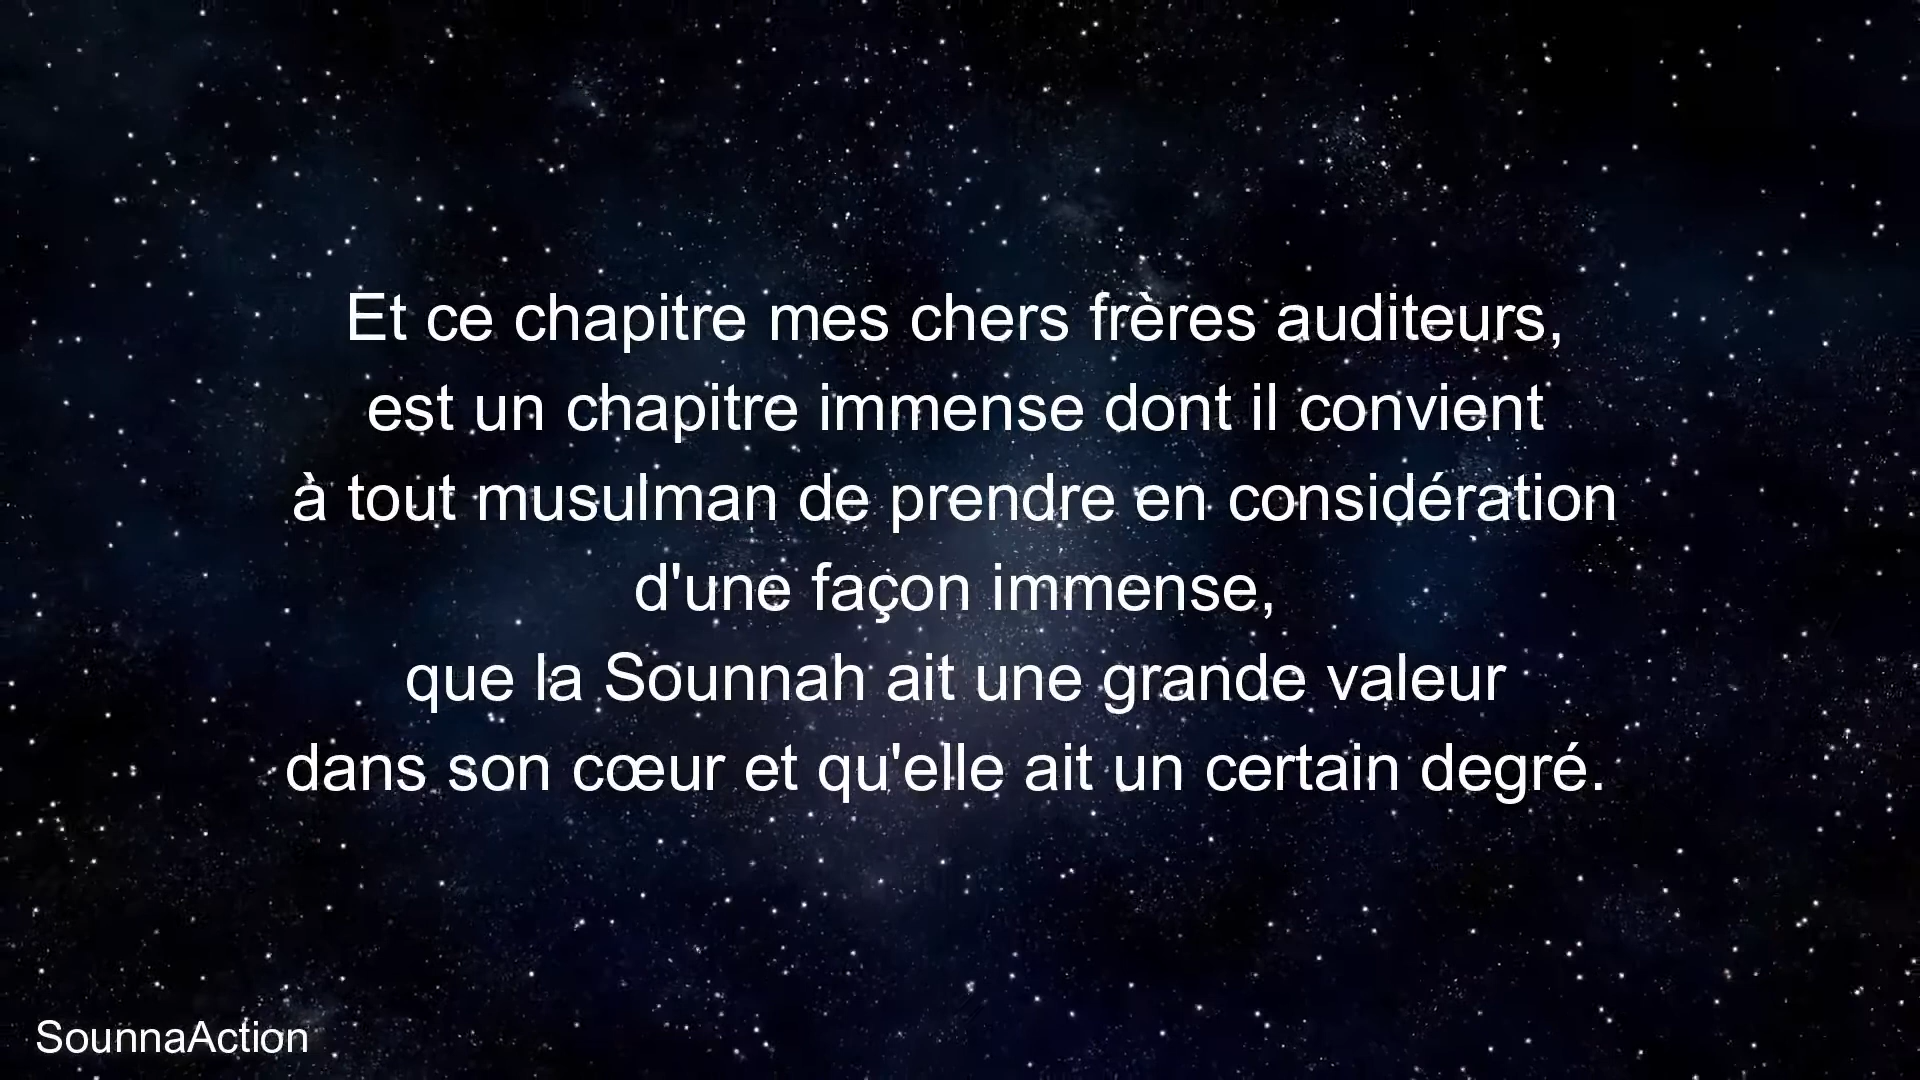 Et ce chapitre mes chers frères auditeurs,
est un chapitre immense dont il convient
à tout musulman de prendre en considération
d'une façon immense,
que la Sounnah ait une grande valeur
dans son cœur et qu'elle ait un certain degré.
SounnaAction